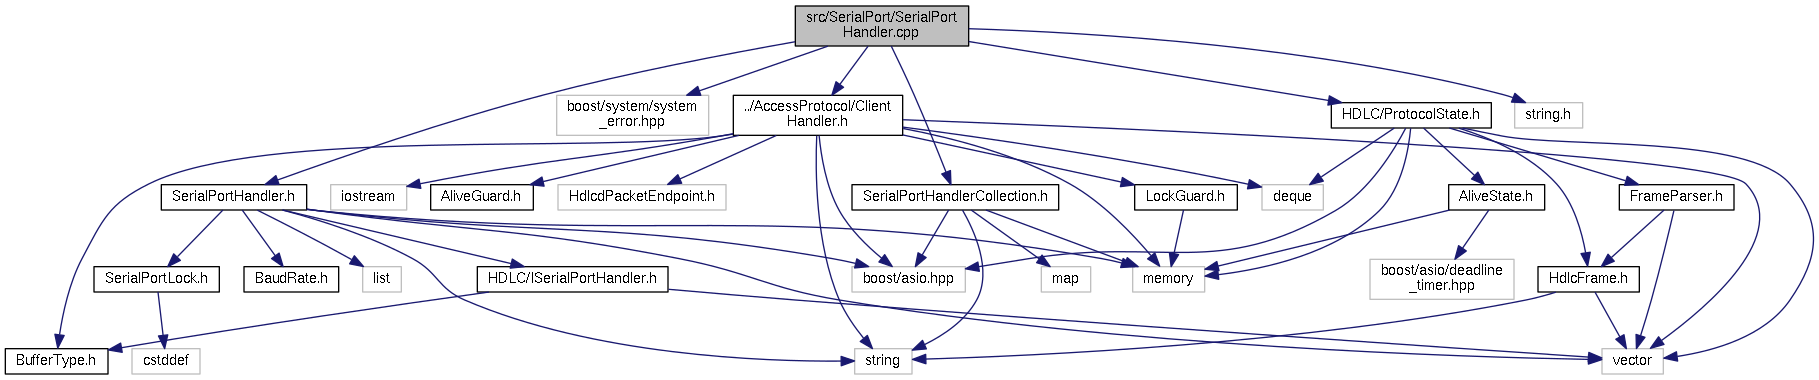 src/SerialPort/SerialPort
Handler.cpp
boost/system/system
_error.hpp
../AccessProtocol/Client
Handler.h
HDLC/ProtocolState.h
string.h
SerialPortHandler.h
iostream
AliveGuard.h
HdlcdPacketEndpoint.h
SerialPortHandlerCollection.h
LockGuard.h
deque
AliveState.h
FrameParser.h
SerialPortLock.h
BaudRate.h
list
HDLC/ISerialPortHandler.h
boost/asio.hpp
map
memory
boost/asio/deadline
_timer.hpp
HdlcFrame.h
BufferType.h
cstddef
string
vector